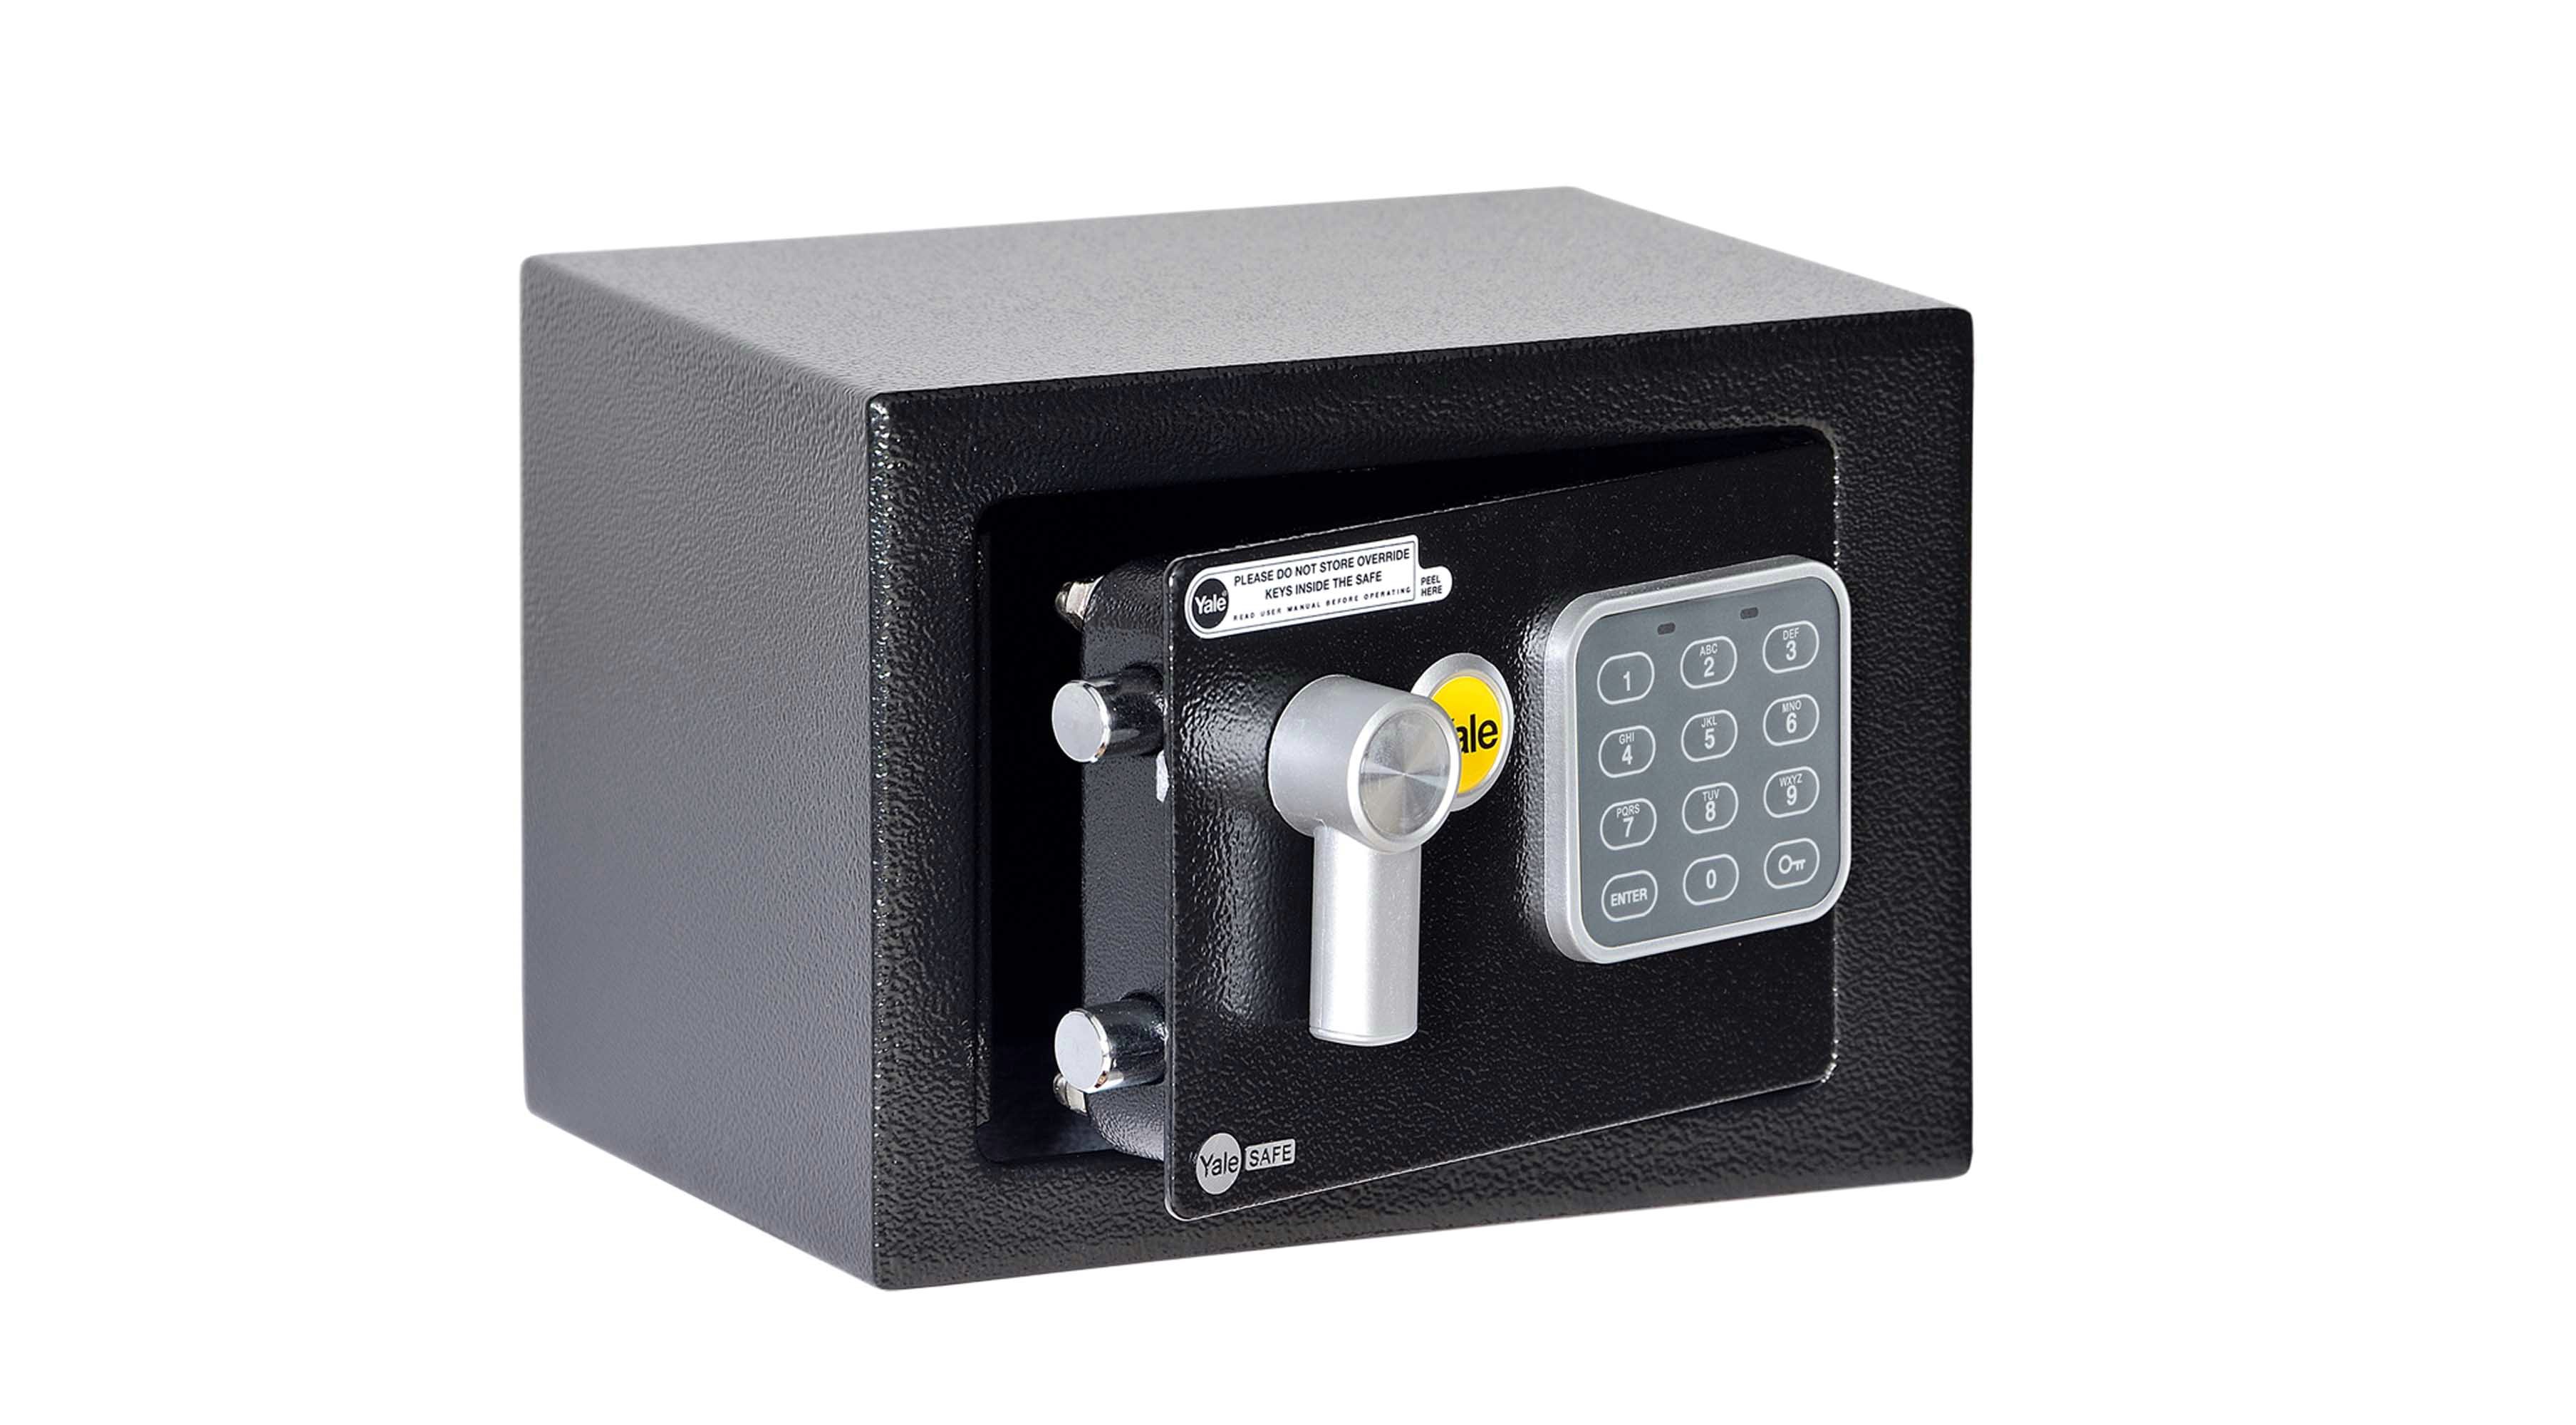 Yale
PLEASE DO NOT STORE OVERRIDE
KEYS INSIDE THE SAFE
READ USER MANUAL BEFORE OPERATING
PEEL
HERE
ale
1
ABC
2
DEF
3
GHI
4
JKL
5
MNO
6
PQRS
7
TUV
8
WXYZ
9
ENTER
0
Yale SAFE